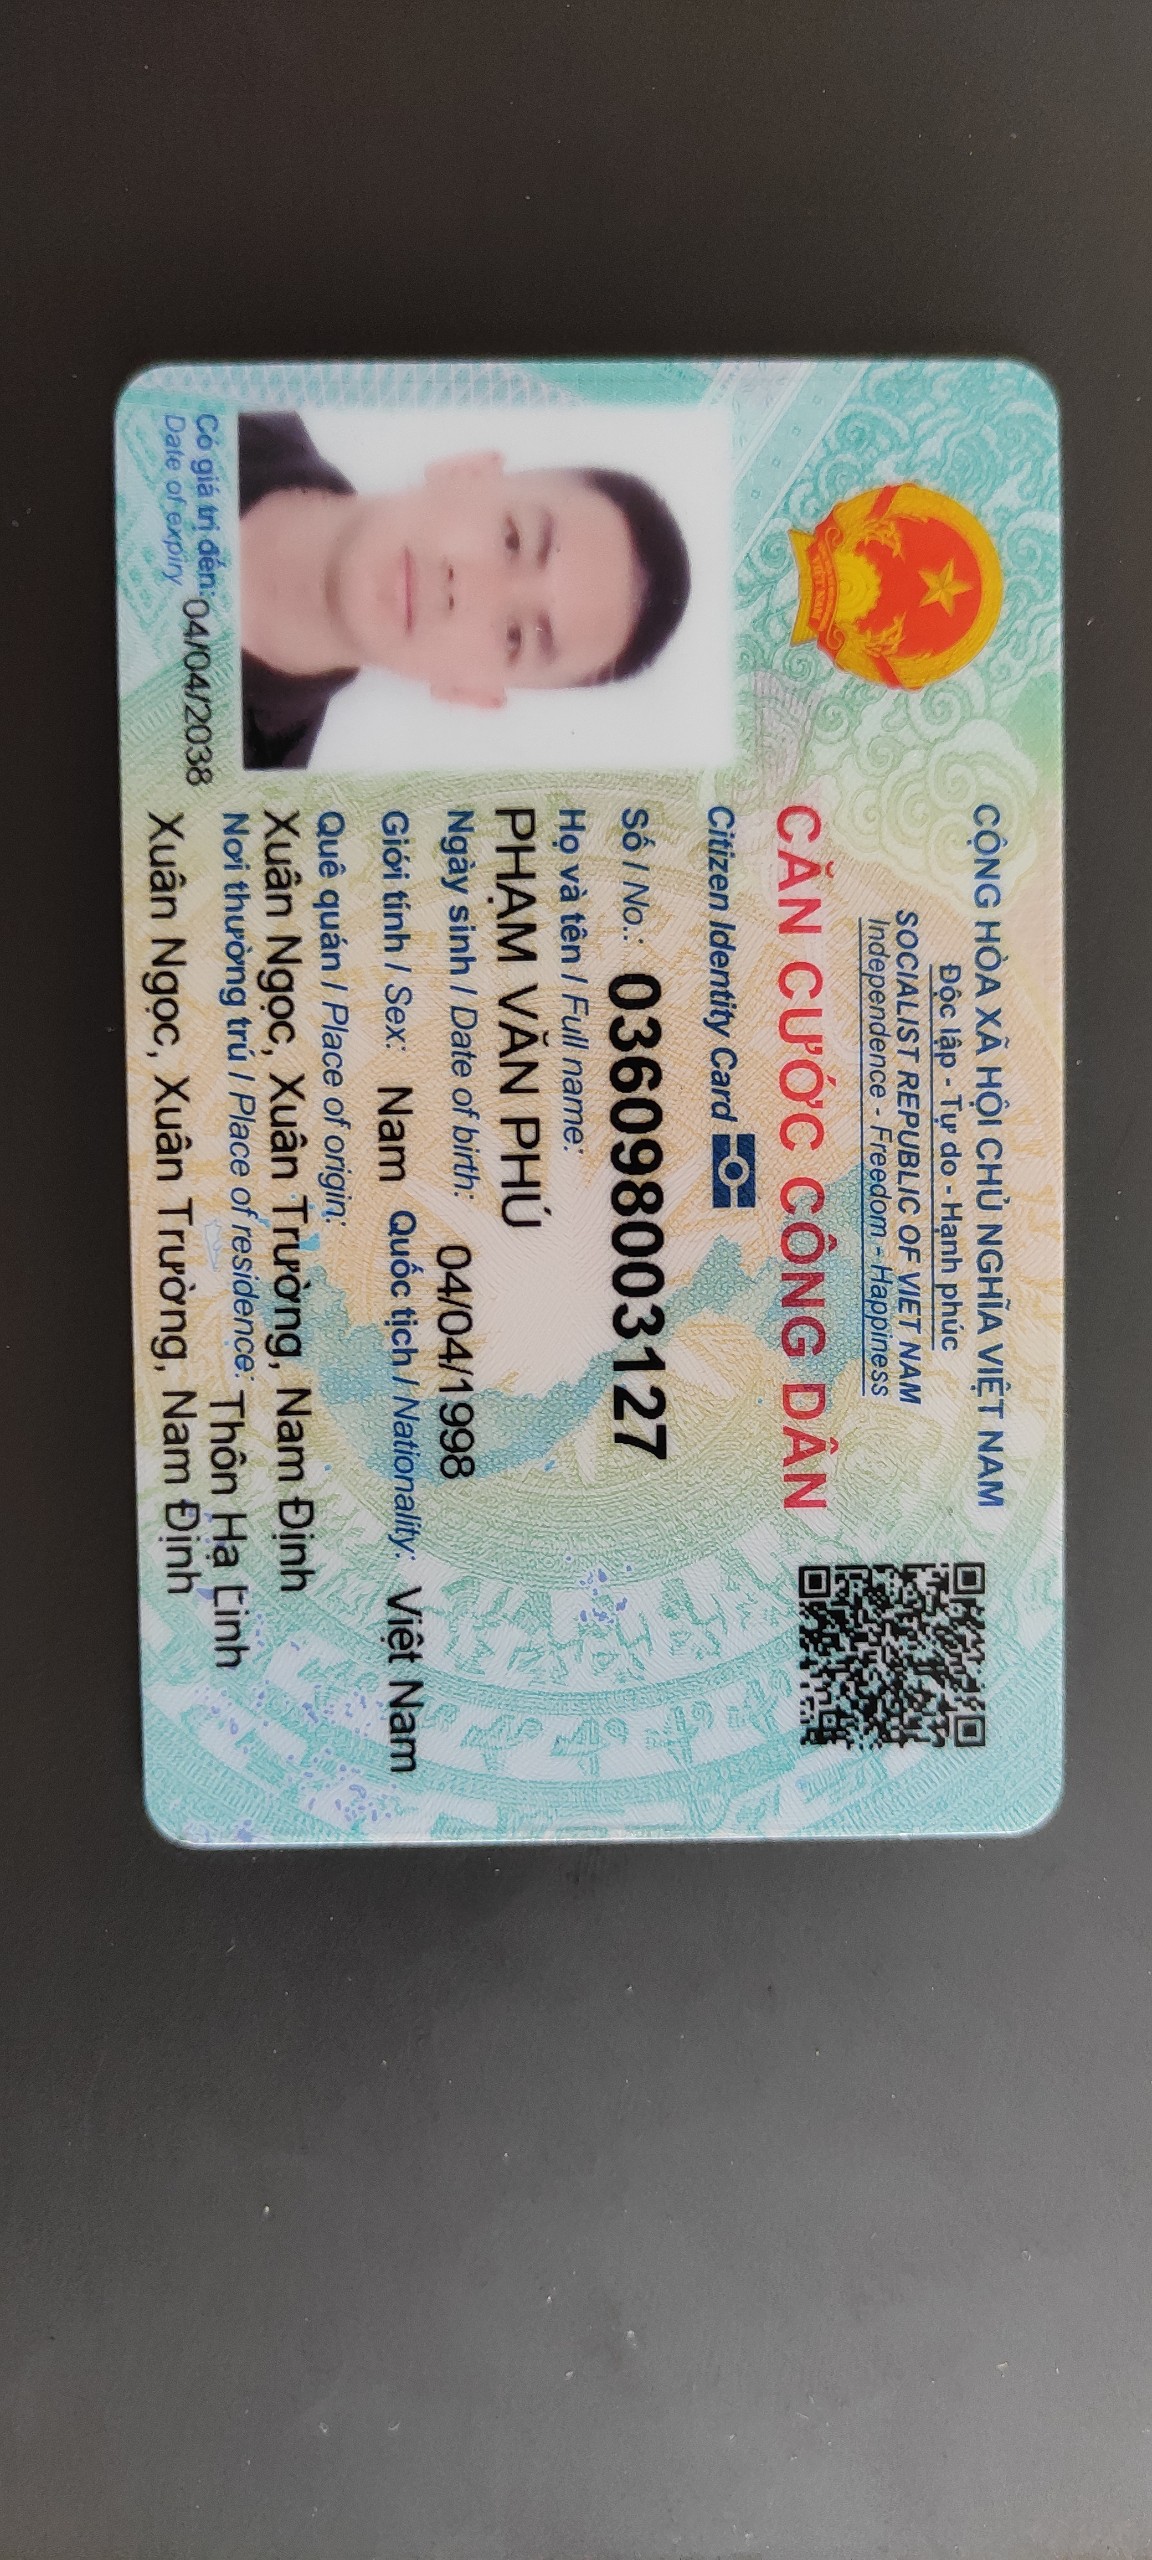 CỘNG HÒA XÃ HỘI CHỦ NGHĨA VIỆT NAM
Độc lập - Tự do - Hạnh phúc
SOCIALIST REPUBLIC OF VIET NAM
Independence - Freedom - Happiness
CĂN CƯỚC CÔNG DÂN
Citizen Identity Card
Số / No.: 036098003127
Họ và tên / Full name:
PHẠM VĂN PHÚ
Ngày sinh / Date of birth: 04/04/1998
Giới tính / Sex: Nam Quốc tịch / Nationality: Việt Nam
Quê quán / Place of origin:
Xuân Ngọc, Xuân Trường, Nam Định
Nơi thường trú / Place of residence: Thôn Hạ Linh
Xuân Ngọc, Xuân Trường, Nam Định
Có giá trị đến: 04/04/2038
Date of expiry
VIỆT NAM